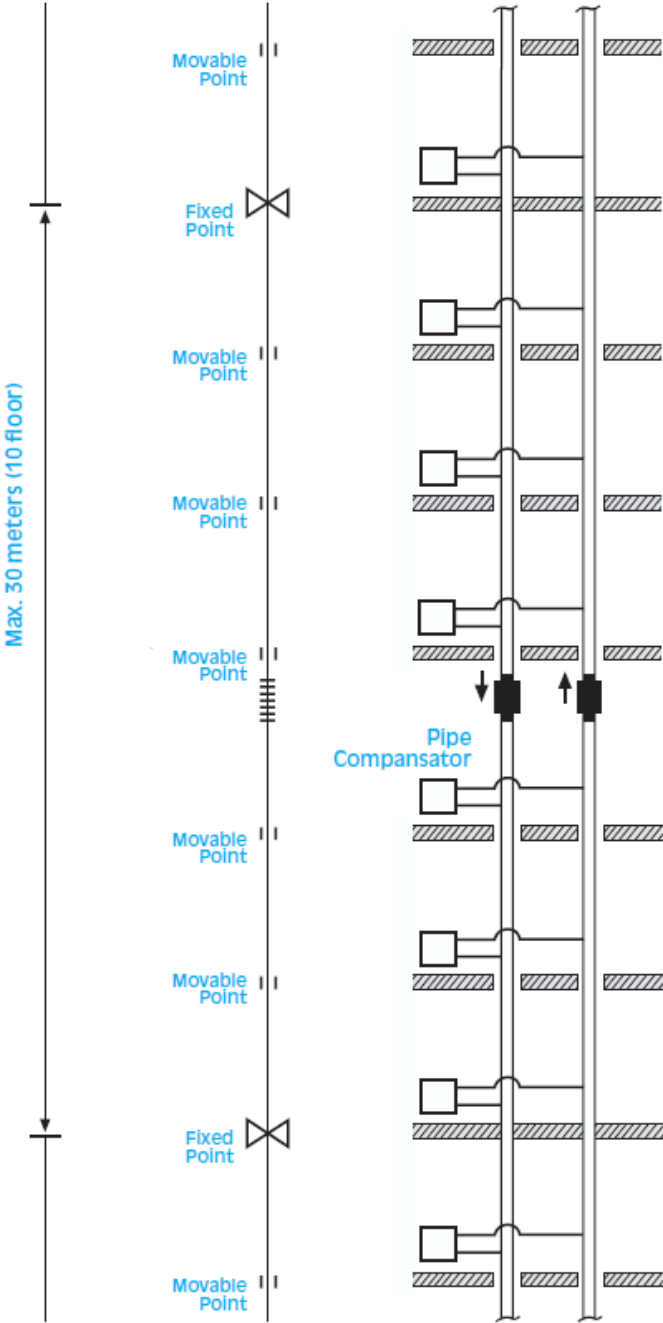 Movable
Point
Fixed
Point
Movable
Point
Max. 30 meters (10 floor)
Movable
Point
Movable
Point
Pipe
Compansator
Movable
Point
Movable
Point
Fixed
Point
Movable
Point